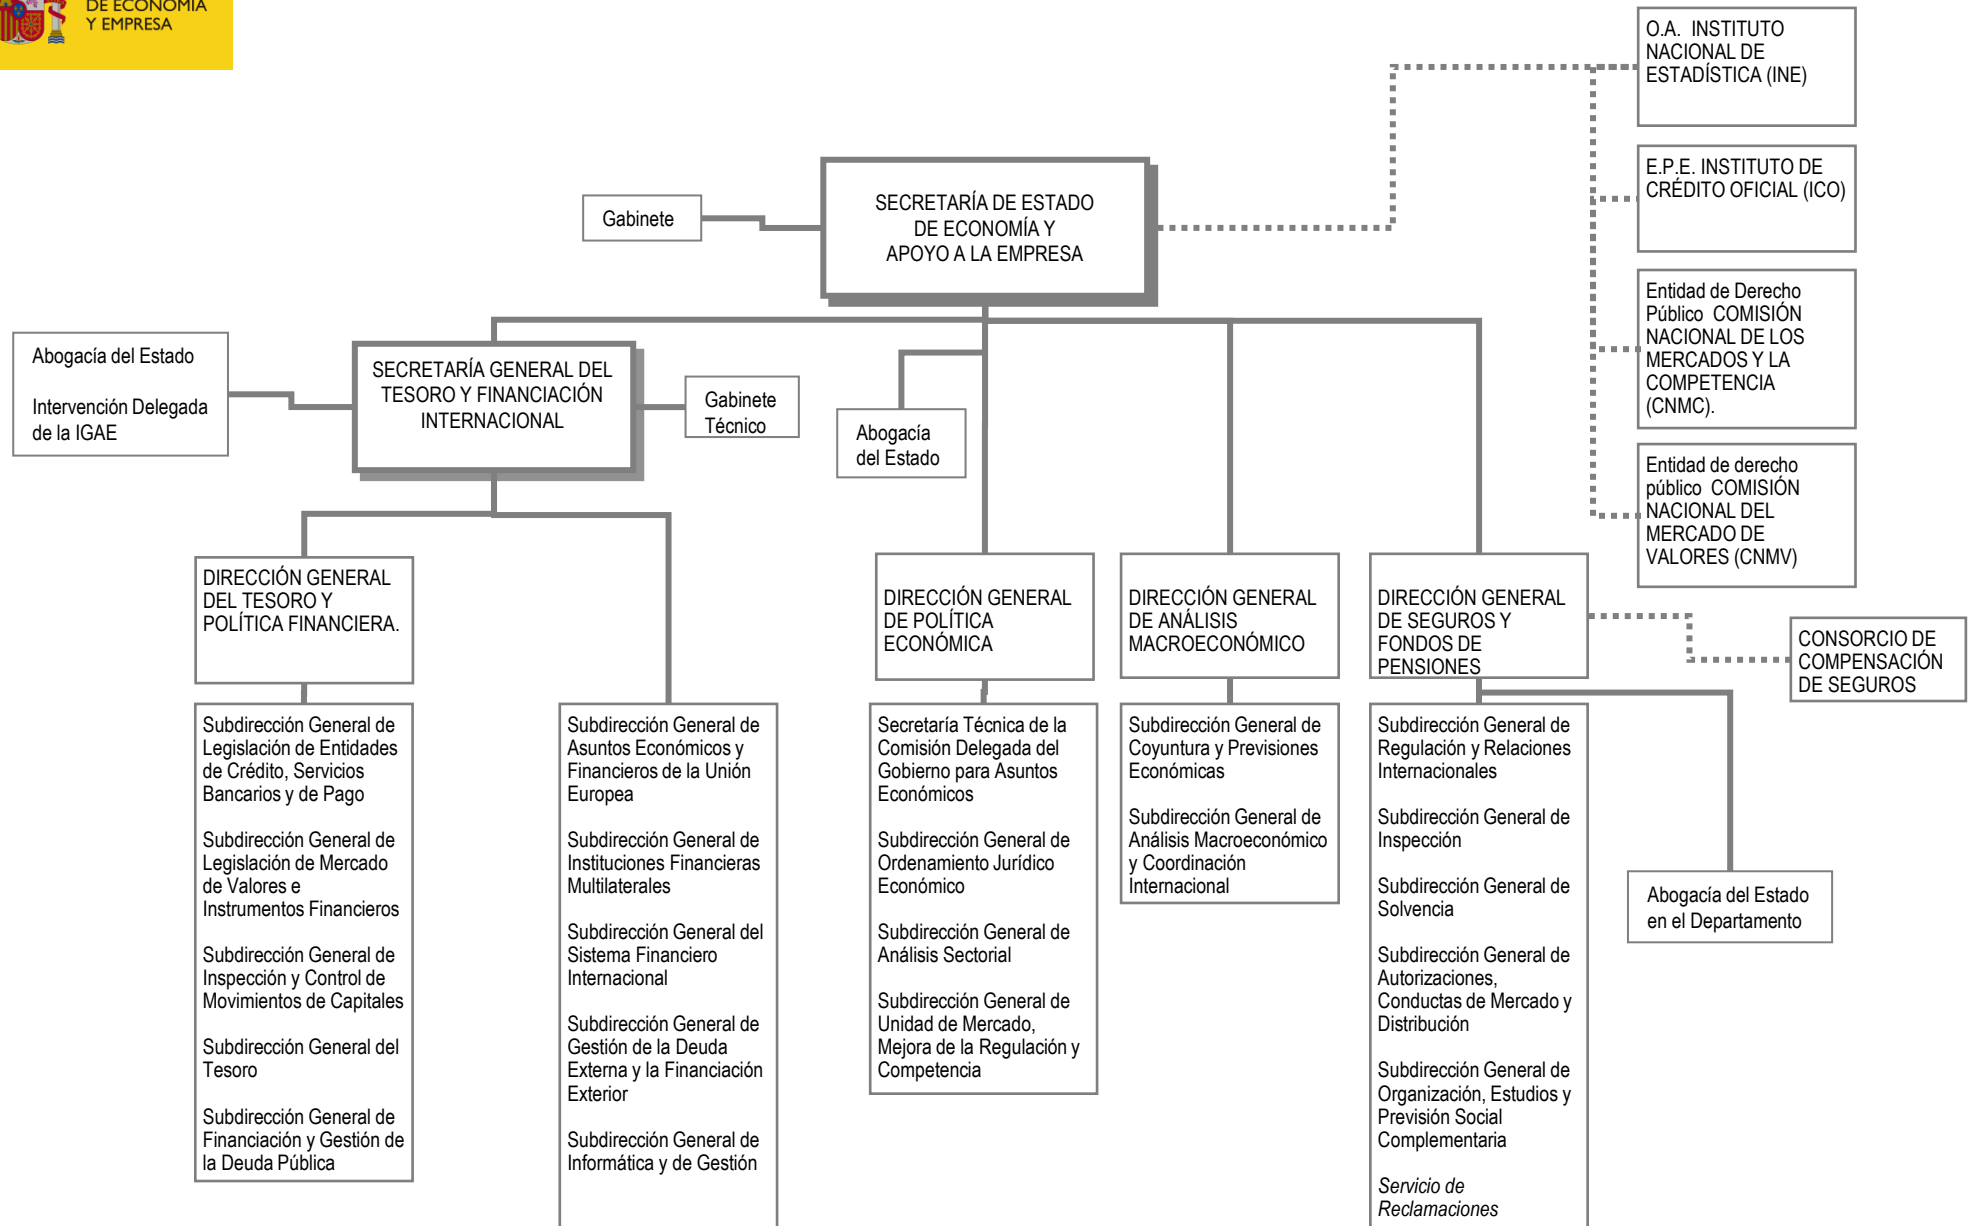 DE ECONOMÍA
Y EMPRESA
O.A. INSTITUTO
NACIONAL DE
ESTADÍSTICA (INE)
E.P.E. INSTITUTO DE
CRÉDITO OFICIAL (ICO)
SECRETARÍA DE ESTADO
DE ECONOMÍA Y
APOYO A LA EMPRESA
Gabinete
Entidad de Derecho
Público COMISIÓN
NACIONAL DE LOS
MERCADOS Y LA
COMPETENCIA
(CNMC).
Abogacía del Estado
Intervención Delegada
de la IGAE
SECRETARÍA GENERAL DEL
TESORO Y FINANCIACIÓN
INTERNACIONAL
Gabinete
Técnico
Abogacía
del Estado
Entidad de derecho
público COMISIÓN
NACIONAL DEL
MERCADO DE
VALORES (CNMV)
DIRECCIÓN GENERAL
DEL TESORO Y
POLÍTICA FINANCIERA.
DIRECCIÓN GENERAL
DE POLÍTICA
ECONÓMICA
DIRECCIÓN GENERAL
DE ANÁLISIS
MACROECONÓMICO
DIRECCIÓN GENERAL
DE SEGUROS Y
FONDOS DE
PENSIONES
CONSORCIO DE
COMPENSACIÓN
DE SEGUROS
Subdirección General de
Legislación de Entidades
de Crédito, Servicios
Bancarios y de Pago
Subdirección General de
Legislación de Mercado
de Valores e
Instrumentos Financieros
Subdirección General de
Inspección y Control de
Movimientos de Capitales
Subdirección General del
Tesoro
Subdirección General de
Financiación y Gestión de
la Deuda Pública
Subdirección General de
Asuntos Económicos y
Financieros de la Unión
Europea
Subdirección General de
Instituciones Financieras
Multilaterales
Subdirección General del
Sistema Financiero
Internacional
Subdirección General de
Gestión de la Deuda
Externa y la Financiación
Exterior
Subdirección General de
Informática y de Gestión
Secretaría Técnica de la
Comisión Delegada del
Gobierno para Asuntos
Económicos
Subdirección General de
Ordenamiento Jurídico
Económico
Subdirección General de
Análisis Sectorial
Subdirección General de
Unidad de Mercado,
Mejora de la Regulación y
Competencia
Subdirección General de
Coyuntura y Previsiones
Económicas
Subdirección General de
Análisis Macroeconómico
y Coordinación
Internacional
Subdirección General de
Regulación y Relaciones
Internacionales
Subdirección General de
Inspección
Subdirección General de
Solvencia
Subdirección General de
Autorizaciones,
Conductas de Mercado y
Distribución
Subdirección General de
Organización, Estudios y
Previsión Social
Complementaria
Servicio de
Reclamaciones
Abogacía del Estado
en el Departamento